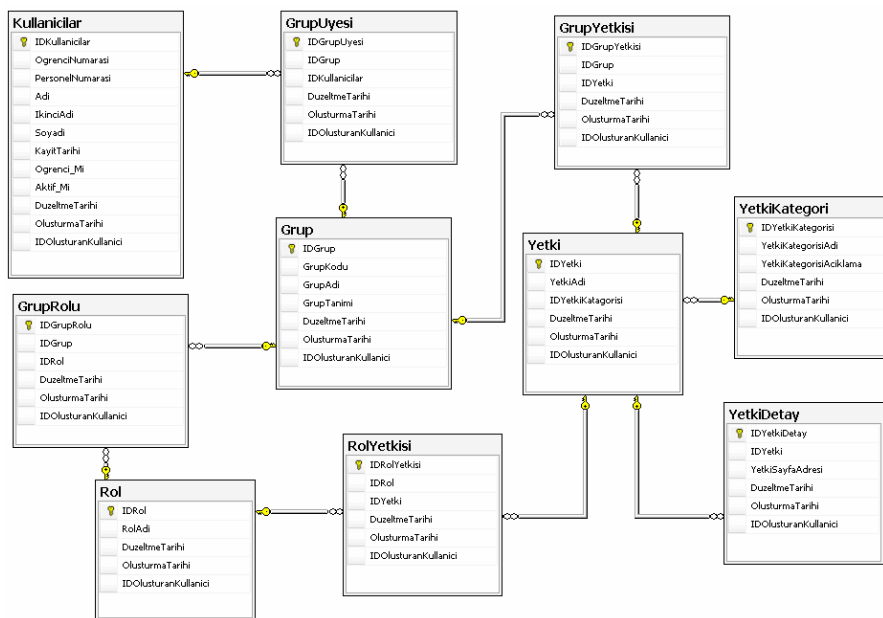 Kullanicilar
IDKullanicilar
OgrenciNumarasi
PersonelNumarasi
Adi
IkinciAdi
Soyadi
KayitTarihi
Ogrenci_Mi
Aktif_Mi
DuzeltmeTarihi
OlusturmaTarihi
IDOlusturanKullanici
GrupUyesi
IDGrupUyesi
IDGrup
IDKullanicilar
DuzeltmeTarihi
OlusturmaTarihi
IDOlusturanKullanici
GrupYetkisi
IDGrupYetkisi
IDGrup
IDYetki
DuzeltmeTarihi
OlusturmaTarihi
IDOlusturanKullanici
Grup
IDGrup
GrupKodu
GrupAdi
GrupTanimi
DuzeltmeTarihi
OlusturmaTarihi
IDOlusturanKullanici
Yetki
IDYetki
YetkiAdi
IDYetkiKatagorisi
DuzeltmeTarihi
OlusturmaTarihi
IDOlusturanKullanici
YetkiKategori
IDYetkiKategorisi
YetkiKategorisiAdi
YetkiKategorisiAciklama
DuzeltmeTarihi
OlusturmaTarihi
IDOlusturanKullanici
GrupRolu
IDGrupRolu
IDGrup
IDRol
DuzeltmeTarihi
OlusturmaTarihi
IDOlusturanKullanici
Rol
IDRol
RolAdi
DuzeltmeTarihi
OlusturmaTarihi
IDOlusturanKullanici
RolYetkisi
IDRolYetkisi
IDRol
IDYetki
DuzeltmeTarihi
OlusturmaTarihi
IDOlusturanKullanici
YetkiDetay
IDYetkiDetay
IDYetki
YetkiSayfaAdresi
DuzeltmeTarihi
OlusturmaTarihi
IDOlusturanKullanici